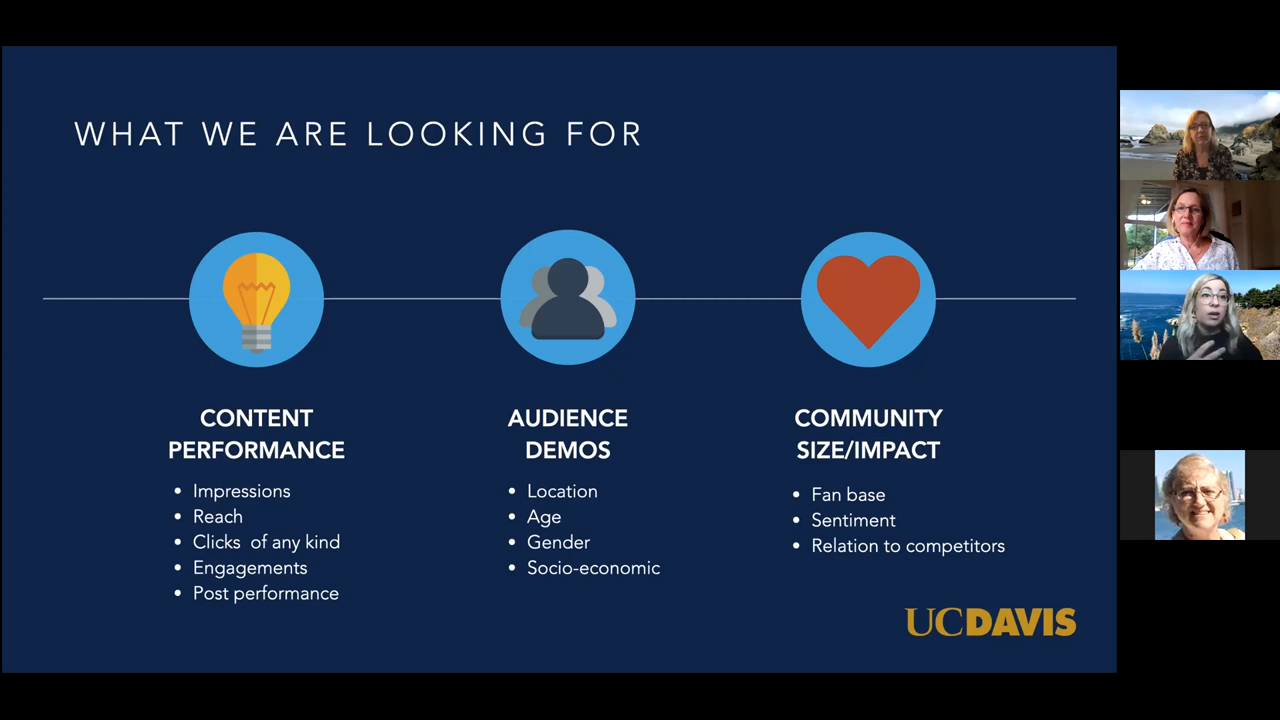 WHAT WE ARE LOOKING FOR
CONTENT
PERFORMANCE
• Impressions
• Reach
• Clicks of any kind
• Engagements
• Post performance
AUDIENCE
DEMOS
• Location
• Age
• Gender
• Socio-economic
COMMUNITY
SIZE/IMPACT
• Fan base
• Sentiment
• Relation to competitors
UCDAVIS